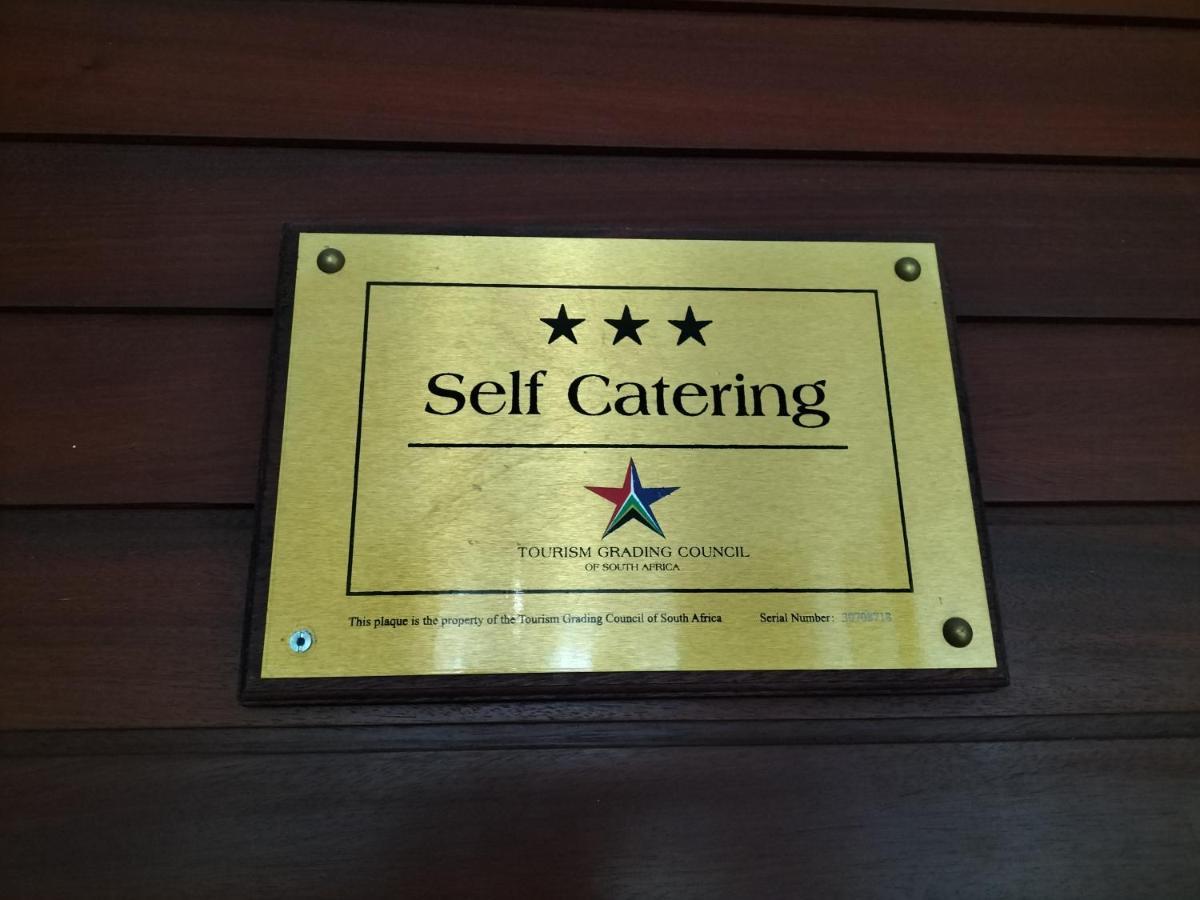 Self Catering
TOURISM GRADING COUNCIL
OF SOUTH AFRICA
This plaque is the property of the Tourism Grading Council of South Africa Serial Number: